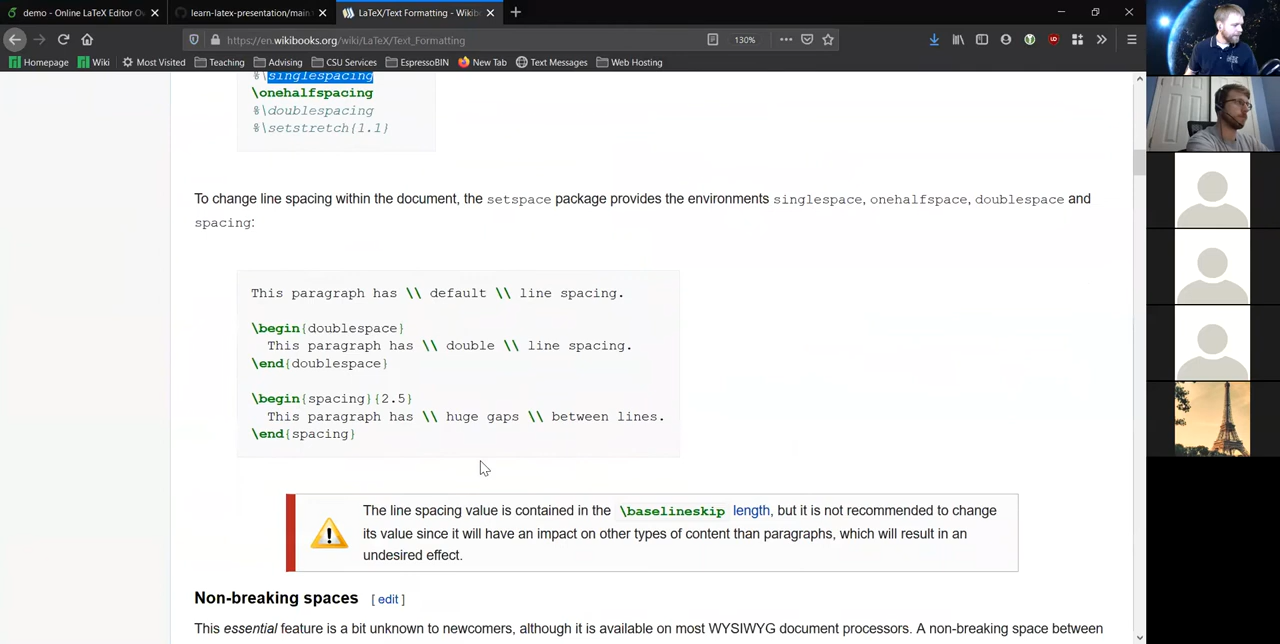 demo - Online LaTeX Editor Ov
learn-latex-presentation/main
LaTeX/Text Formatting - Wikib
https://en.wikibooks.org/wiki/LaTeX/Text_Formatting
130%
Homepage Wiki Most Visited Teaching Advising CSU Services EspressoBIN New Tab Text Messages Web Hosting
%\singlespacing
\onehalfspacing
%\doublespacing
%\setstretch{1.1}
To change line spacing within the document, the setspace package provides the environments singlespace, onehalfspace, doublespace and
spacing:
This paragraph has \\ default \\ line spacing.
\begin{doublespace}
This paragraph has \\ double \\ line spacing.
\end{doublespace}
\begin{spacing}{2.5}
This paragraph has \\ huge gaps \\ between lines.
\end{spacing}
The line spacing value is contained in the \baselineskip length, but it is not recommended to change
its value since it will have an impact on other types of content than paragraphs, which will result in an
undesired effect.
Non-breaking spaces [ edit ]
This essential feature is a bit unknown to newcomers, although it is available on most WYSIWYG document processors. A non-breaking space between